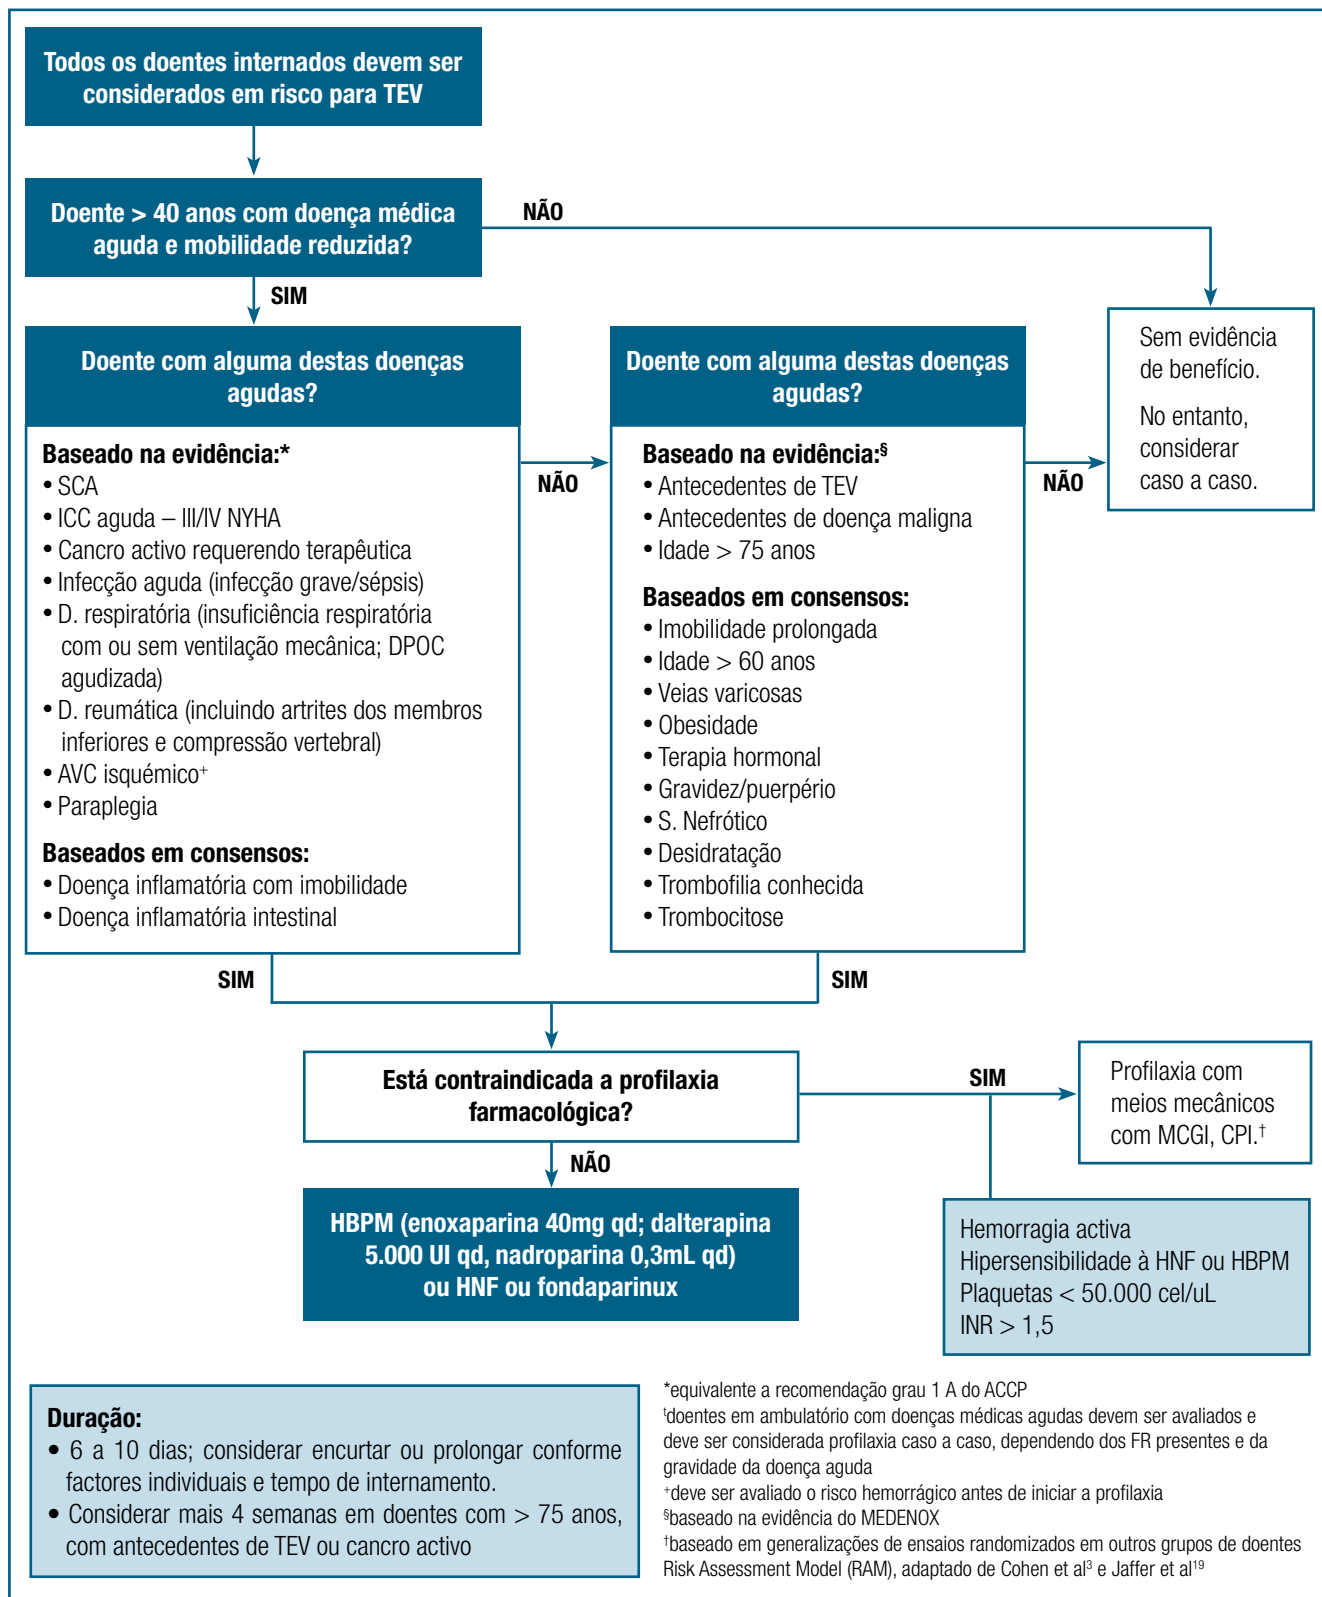 Todos os doentes internados devem ser
considerados em risco para TEV
Doente > 40 anos com doença médica
aguda e mobilidade reduzida?
NÃO
SIM
Doente com alguma destas doenças
agudas?
Baseado na evidência:*
• SCA
• ICC aguda – III/IV NYHA
• Cancro activo requerendo terapêutica
• Infecção aguda (infecção grave/sépsis)
• D. respiratória (insuficiência respiratória
com ou sem ventilação mecânica; DPOC
agudizada)
• D. reumática (incluindo artrites dos membros
inferiores e compressão vertebral)
• AVC isquémico⁺
• Paraplegia
Baseados em consensos:
• Doença inflamatória com imobilidade
• Doença inflamatória intestinal
NÃO
Doente com alguma destas doenças
agudas?
Baseado na evidência:§
• Antecedentes de TEV
• Antecedentes de doença maligna
• Idade > 75 anos
Baseados em consensos:
• Imobilidade prolongada
• Idade > 60 anos
• Veias varicosas
• Obesidade
• Terapia hormonal
• Gravidez/puerpério
• S. Nefrótico
• Desidratação
• Trombofilia conhecida
• Trombocitose
NÃO
Sem evidência
de benefício.
No entanto,
considerar
caso a caso.
SIM
SIM
Está contraindicada a profilaxia
farmacológica?
SIM
Profilaxia com
meios mecânicos
com MCGI, CPI.†
NÃO
HBPM (enoxaparina 40mg qd; dalterapina
5.000 UI qd, nadroparina 0,3mL qd)
ou HNF ou fondaparinux
Hemorragia activa
Hipersensibilidade à HNF ou HBPM
Plaquetas < 50.000 cel/uL
INR > 1,5
Duração:
• 6 a 10 dias; considerar encurtar ou prolongar conforme
factores individuais e tempo de internamento.
• Considerar mais 4 semanas em doentes com > 75 anos,
com antecedentes de TEV ou cancro activo
*equivalente a recomendação grau 1 A do ACCP
†doentes em ambulatório com doenças médicas agudas devem ser avaliados e
deve ser considerada profilaxia caso a caso, dependendo dos FR presentes e da
gravidade da doença aguda
⁺deve ser avaliado o risco hemorrágico antes de iniciar a profilaxia
§baseado na evidência do MEDENOX
†baseado em generalizações de ensaios randomizados em outros grupos de doentes
Risk Assessment Model (RAM), adaptado de Cohen et al³ e Jaffer et al¹⁹